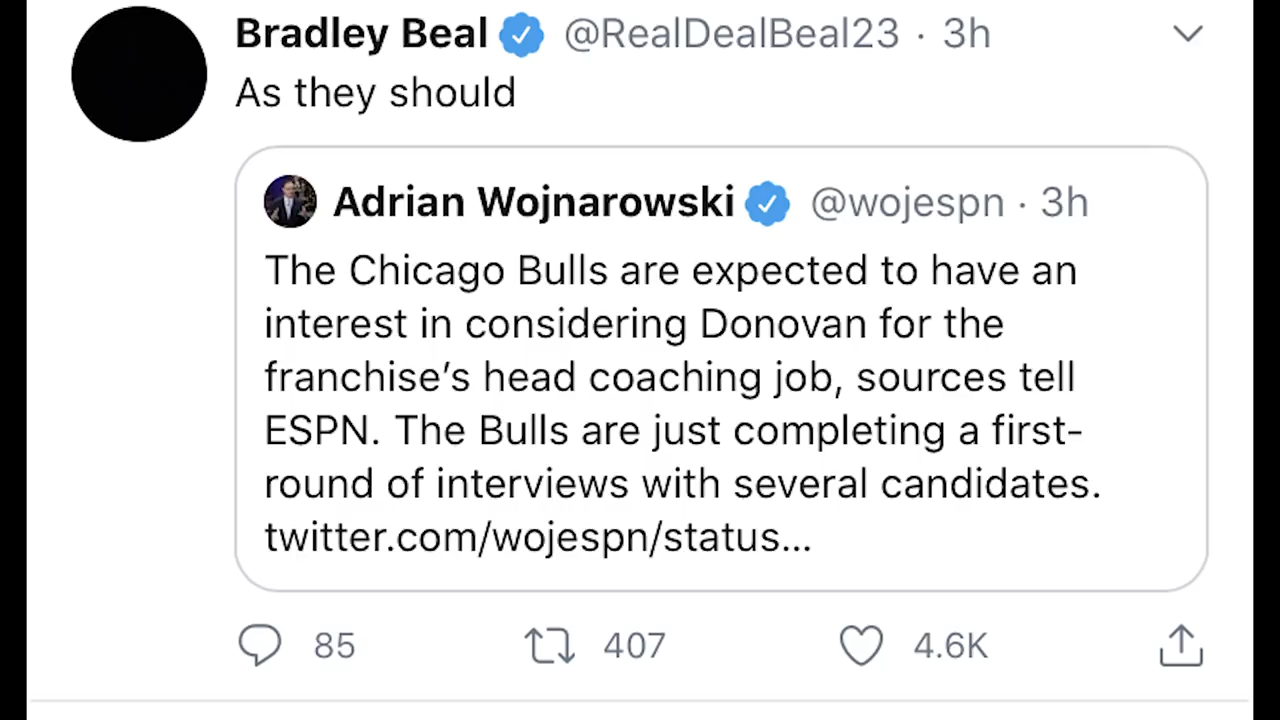 Bradley Beal @RealDealBeal23 · 3h
As they should
Adrian Wojnarowski @wojespn · 3h
The Chicago Bulls are expected to have an
interest in considering Donovan for the
franchise’s head coaching job, sources tell
ESPN. The Bulls are just completing a first-
round of interviews with several candidates.
twitter.com/wojespn/status...
85 407 4.6K